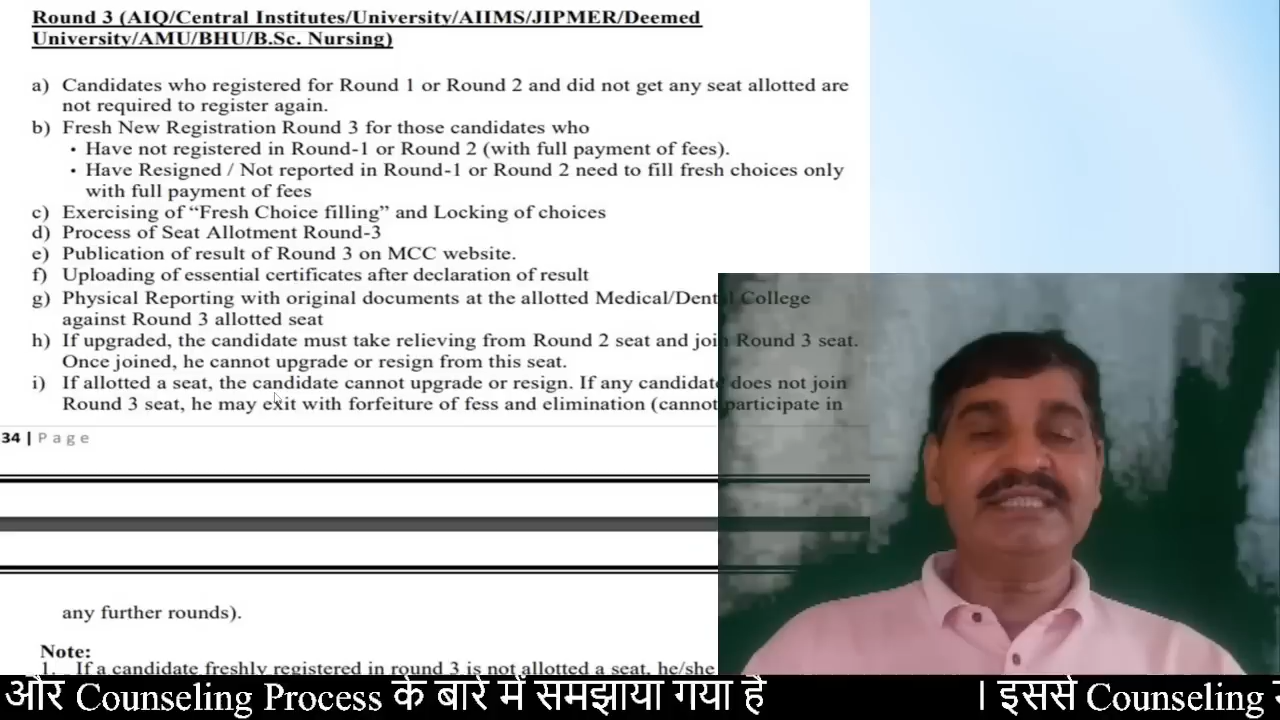 Round 3 (AIQ/Central Institutes/University/AIIMS/JIPMER/Deemed
University/AMU/BHU/B.Sc. Nursing)
a) Candidates who registered for Round 1 or Round 2 and did not get any seat allotted are
not required to register again.
b) Fresh New Registration Round 3 for those candidates who
• Have not registered in Round-1 or Round 2 (with full payment of fees).
• Have Resigned / Not reported in Round-1 or Round 2 need to fill fresh choices only
with full payment of fees
c) Exercising of “Fresh Choice filling” and Locking of choices
d) Process of Seat Allotment Round-3
e) Publication of result of Round 3 on MCC website.
f) Uploading of essential certificates after declaration of result
g) Physical Reporting with original documents at the allotted Medical/Dental College
against Round 3 allotted seat
h) If upgraded, the candidate must take relieving from Round 2 seat and join Round 3 seat.
Once joined, he cannot upgrade or resign from this seat.
i) If allotted a seat, the candidate cannot upgrade or resign. If any candidate does not join
Round 3 seat, he may exit with forfeiture of fess and elimination (cannot participate in
34 | Page
any further rounds).
Note:
1. If a candidate freshly registered in round 3 is not allotted a seat, he/she
और Counseling Process के बारे में समझाया गया है । इससे Counseling